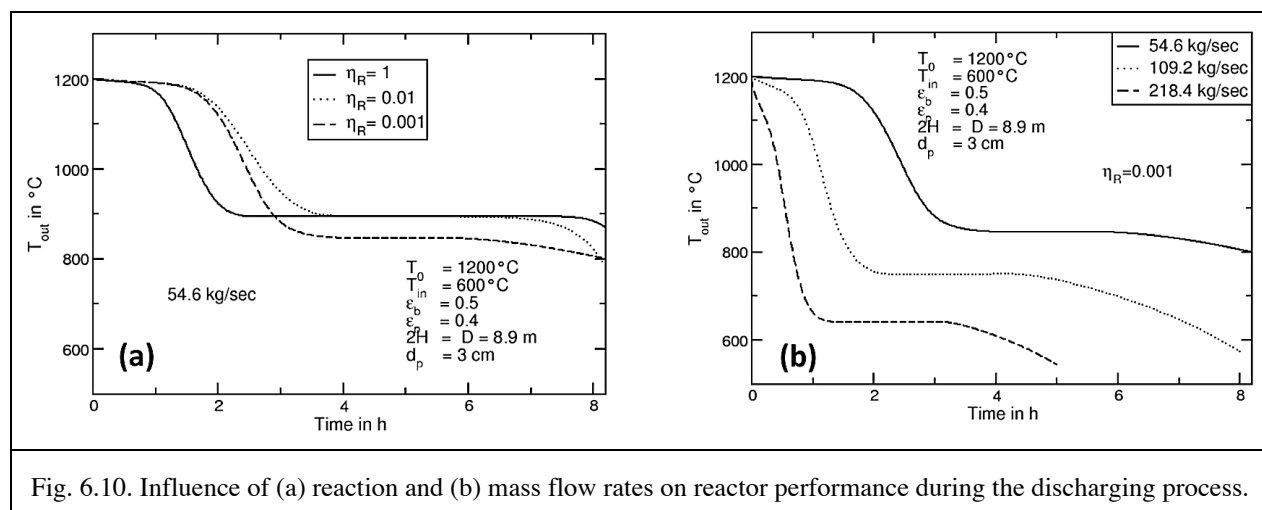 1200
1000
800
600
T_out in °C
0
2
4
6
8
Time in h
η_R= 1
η_R= 0.01
η_R= 0.001
54.6 kg/sec
T_0 = 1200°C
T_in = 600°C
ε_b = 0.5
ε_p = 0.4
2H = D = 8.9 m
d_p = 3 cm
(a)
1200
1000
800
600
T_out in °C
0
2
4
6
8
Time in h
T_0 = 1200°C
T_in = 600°C
ε_b = 0.5
ε_p = 0.4
2H = D = 8.9 m
d_p = 3 cm
54.6 kg/sec
109.2 kg/sec
218.4 kg/sec
η_R=0.001
(b)
Fig. 6.10. Influence of (a) reaction and (b) mass flow rates on reactor performance during the discharging process.